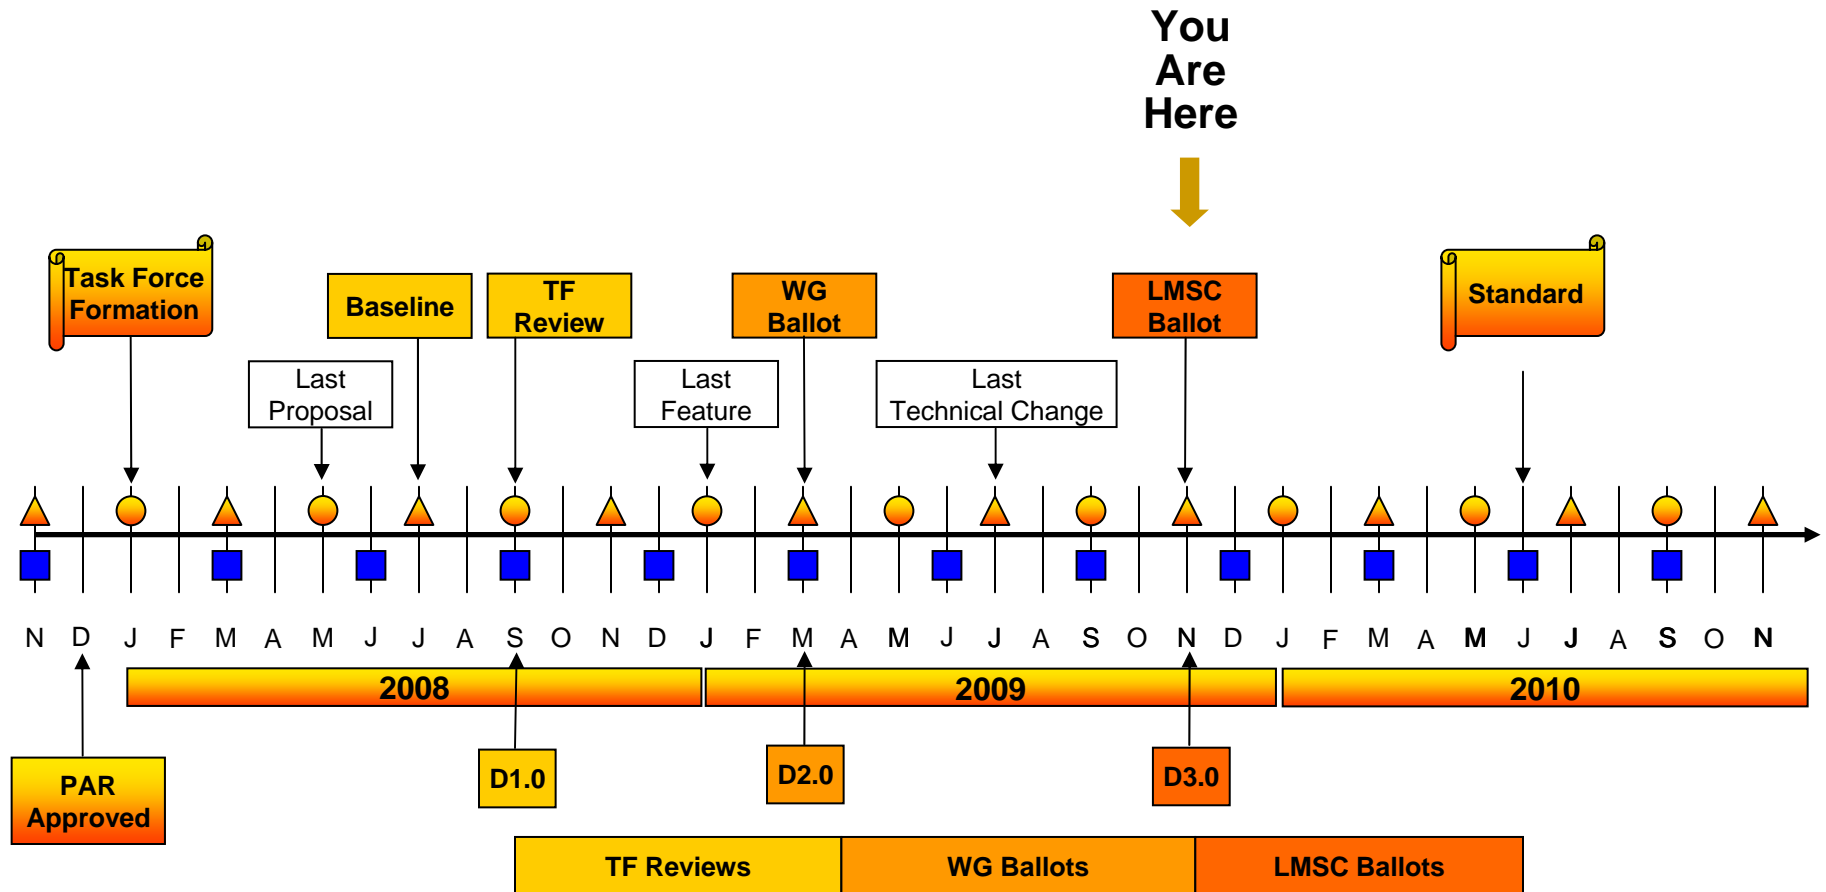 You
Are
Here
Task Force
Formation
Baseline
TF
Review
WG
Ballot
LMSC
Ballot
Standard
Last
Proposal
Last
Feature
Last
Technical Change
N D J F M A M J J A S O N D J F M A M J J A S O N D J F M A M J J A S O N
2008 2009 2010
PAR
Approved
D1.0
D2.0
D3.0
TF Reviews WG Ballots LMSC Ballots